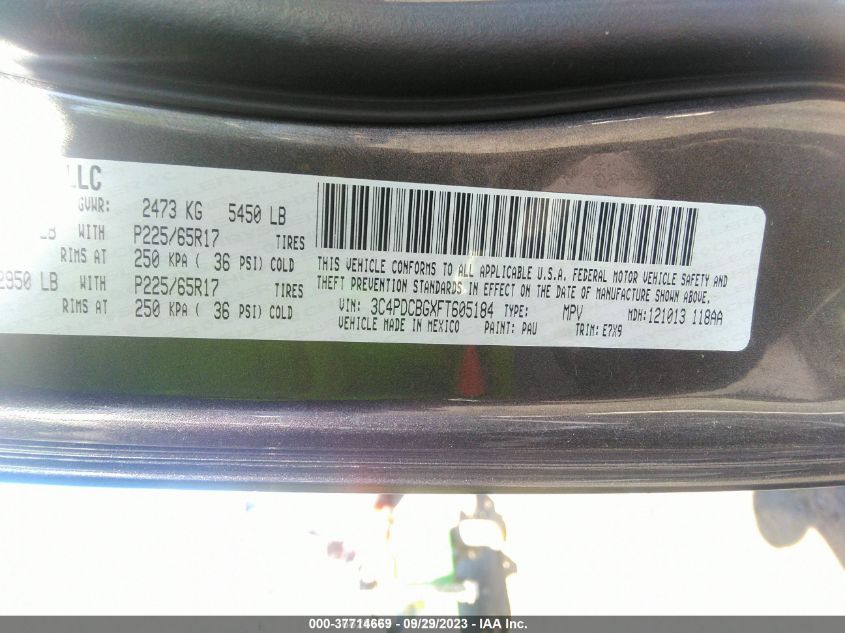 LLC
GVWR: 2473 KG 5450 LB
LB WITH P225/65R17 TIRES
RIMS AT 250 KPA ( 36 PSI) COLD
2950 LB WITH P225/65R17 TIRES
RIMS AT 250 KPA ( 36 PSI) COLD
THIS VEHICLE CONFORMS TO ALL APPLICABLE U.S.A. FEDERAL MOTOR VEHICLE SAFETY AND
THEFT PREVENTION STANDARDS IN EFFECT ON THE DATE OF MANUFACTURE SHOWN ABOVE.
VIN: 3C4PDCBGXFT605184 TYPE: MPV MDH:121013 118AA
VEHICLE MADE IN MEXICO PAINT: PAU TRIM: E7X9
000-37714669 - 09/29/2023 - IAA Inc.